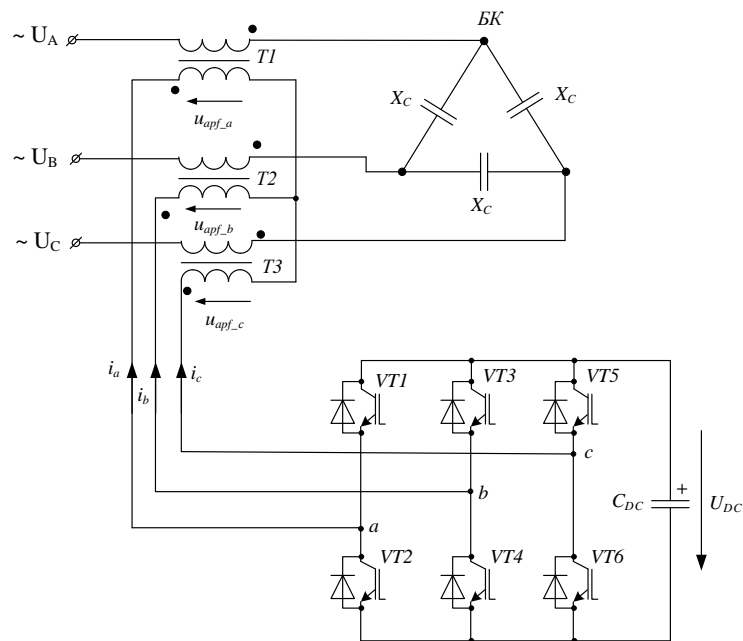 БК
~ U_A
T1
X_C
X_C
u_apf_a
~ U_B
T2
X_C
u_apf_b
~ U_C
T3
u_apf_c
i_a
i_b
i_c
VT1
VT3
VT5
c
b
C_DC
+
U_DC
a
VT2
VT4
VT6